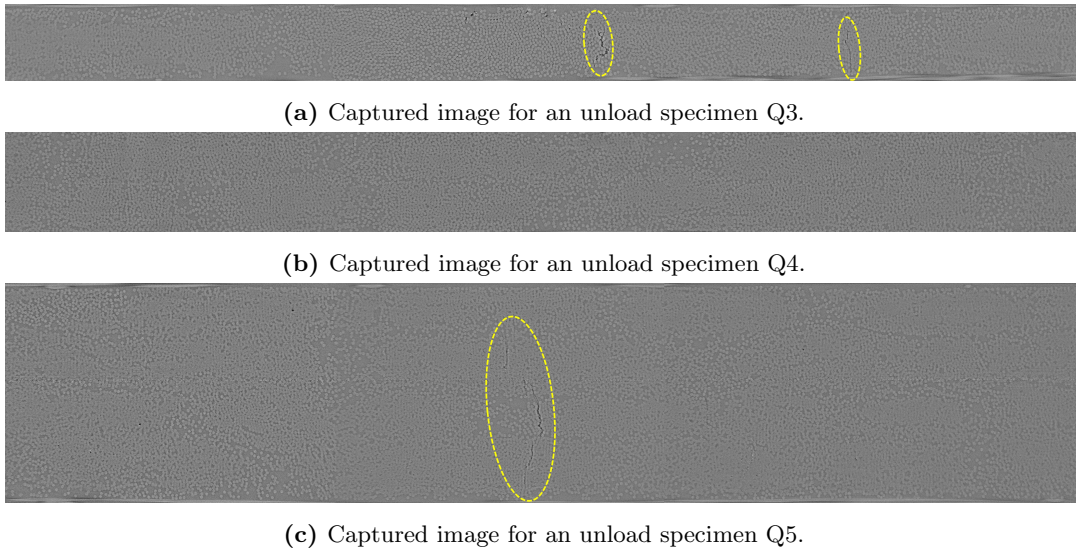 (a) Captured image for an unload specimen Q3.
(b) Captured image for an unload specimen Q4.
(c) Captured image for an unload specimen Q5.